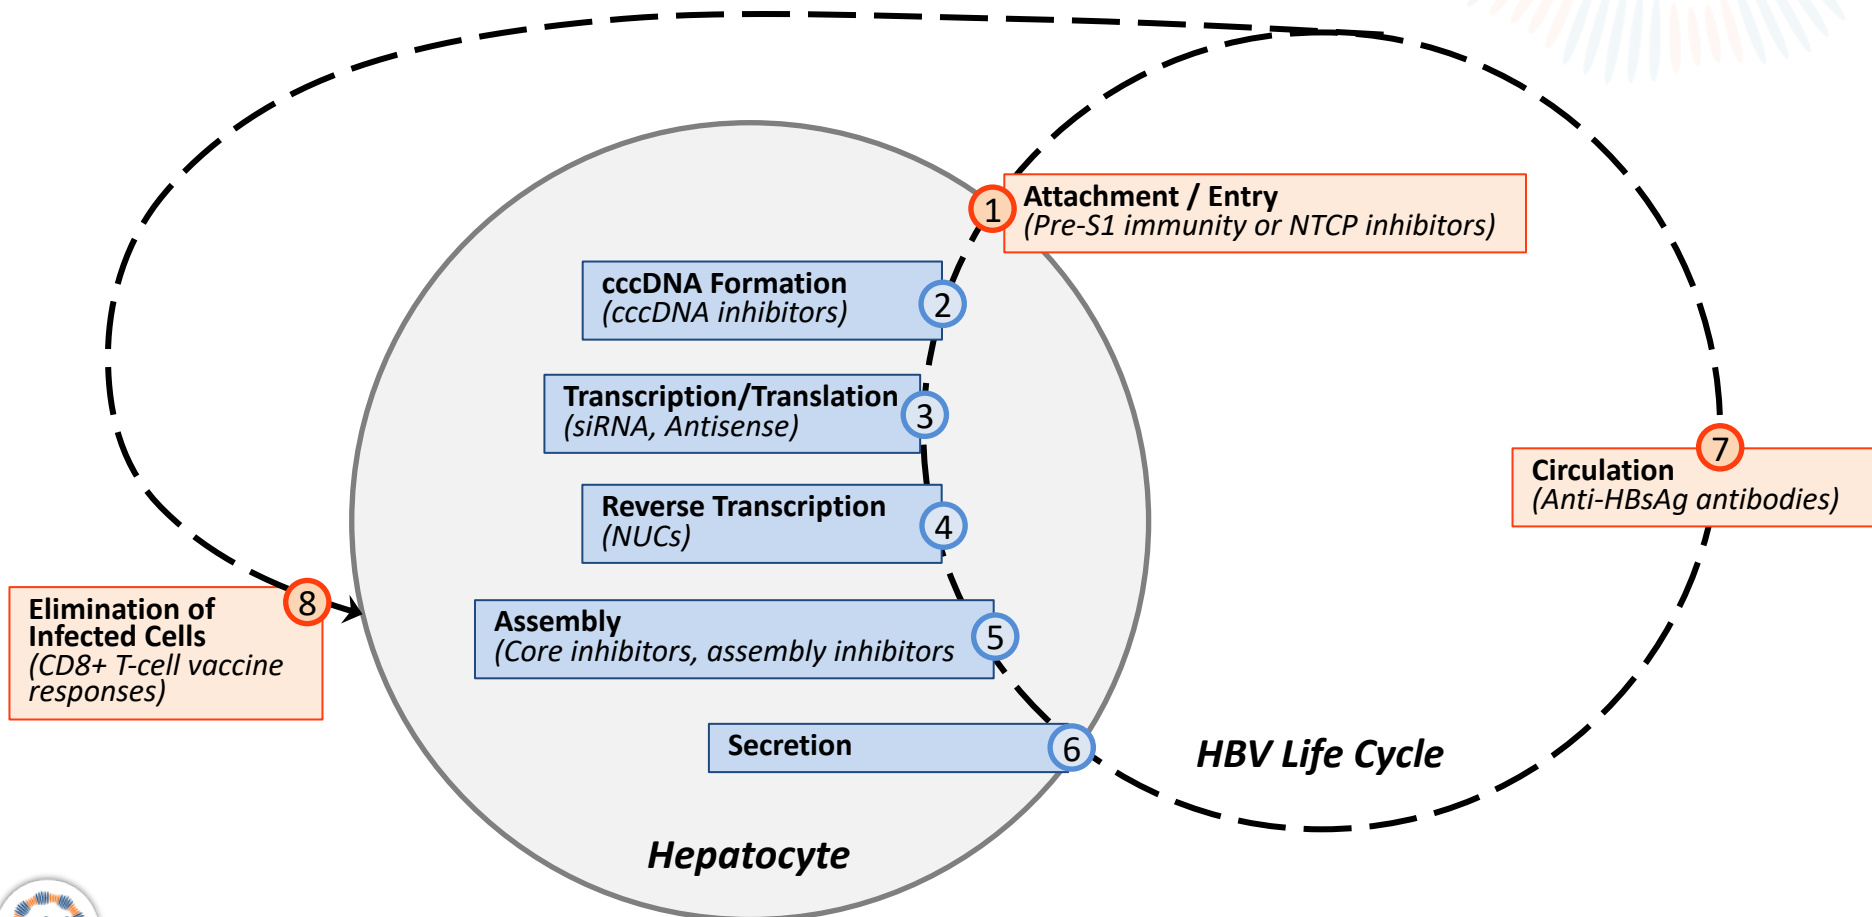 1
Attachment / Entry
(Pre-S1 immunity or NTCP inhibitors)
2
cccDNA Formation
(cccDNA inhibitors)
3
Transcription/Translation
(siRNA, Antisense)
4
Reverse Transcription
(NUCs)
5
Assembly
(Core inhibitors, assembly inhibitors
6
Secretion
7
Circulation
(Anti-HBsAg antibodies)
8
Elimination of
Infected Cells
(CD8+ T-cell vaccine
responses)
HBV Life Cycle
Hepatocyte